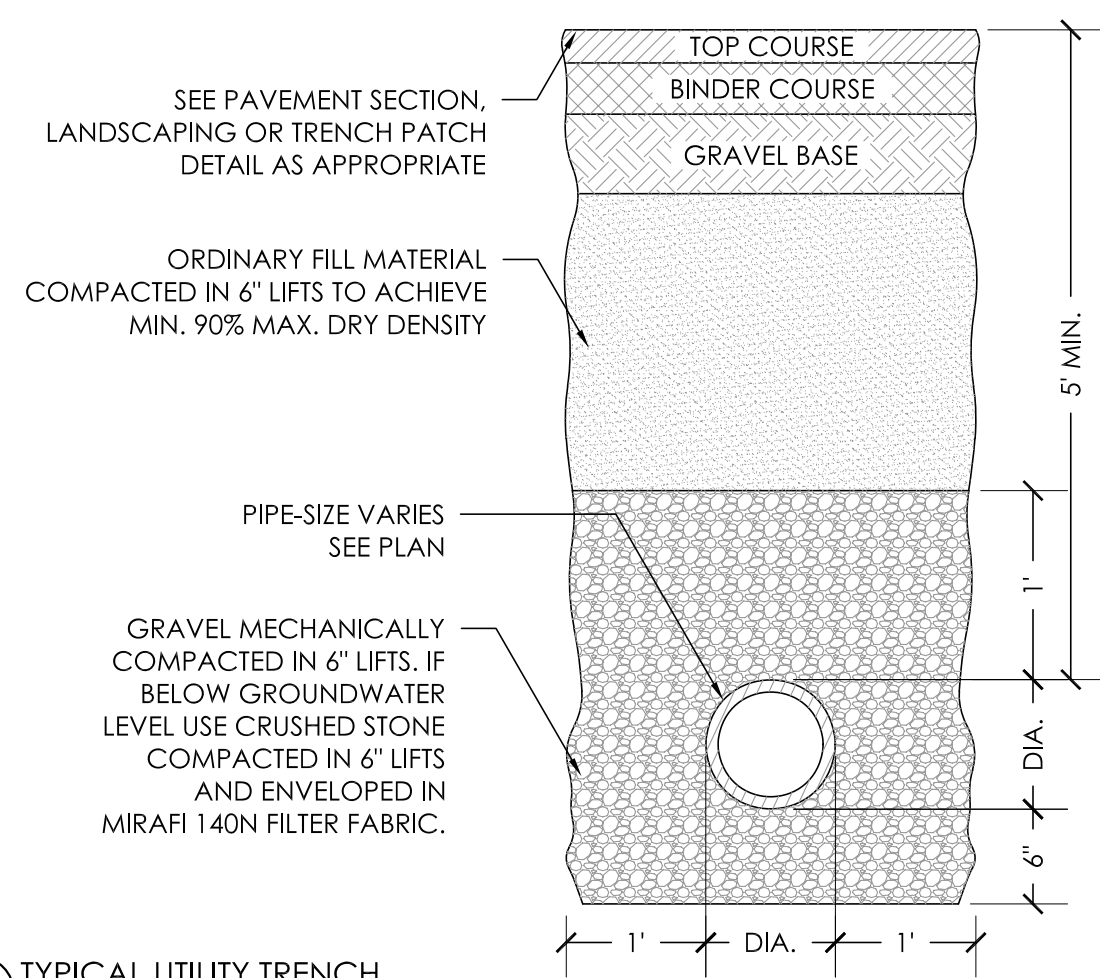 TOP COURSE
BINDER COURSE
GRAVEL BASE
SEE PAVEMENT SECTION,
LANDSCAPING OR TRENCH PATCH
DETAIL AS APPROPRIATE
ORDINARY FILL MATERIAL
COMPACTED IN 6" LIFTS TO ACHIEVE
MIN. 90% MAX. DRY DENSITY
5' MIN.
PIPE-SIZE VARIES
SEE PLAN
1'
GRAVEL MECHANICALLY
COMPACTED IN 6" LIFTS. IF
BELOW GROUNDWATER
LEVEL USE CRUSHED STONE
COMPACTED IN 6" LIFTS
AND ENVELOPED IN
MIRAFI 140N FILTER FABRIC.
DIA.
6"
1'
DIA.
1'
TYPICAL UTILITY TRENCH